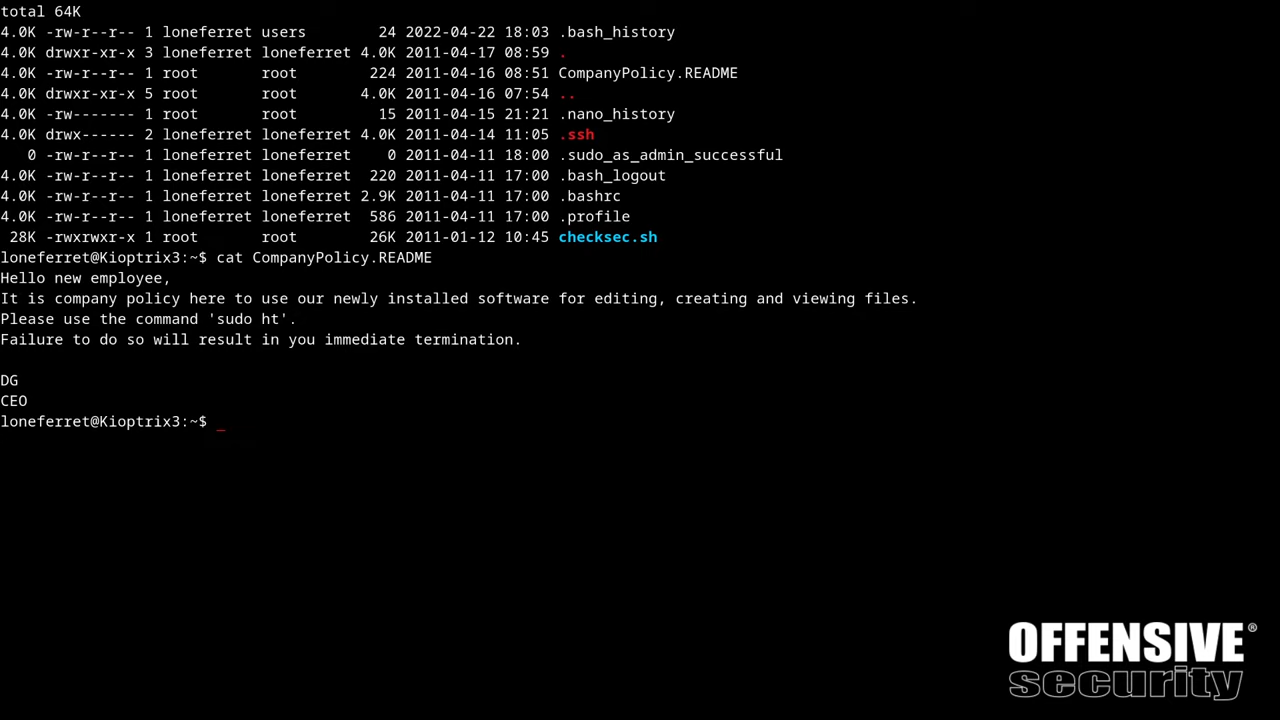 total 64K
4.0K -rw-r--r-- 1 loneferret users        24 2022-04-22 18:03 .bash_history
4.0K drwxr-xr-x 3 loneferret loneferret 4.0K 2011-04-17 08:59 .
4.0K -rw-r--r-- 1 root       root        224 2011-04-16 08:51 CompanyPolicy.README
4.0K drwxr-xr-x 5 root       root       4.0K 2011-04-16 07:54 ..
4.0K -rw------- 1 root       root         15 2011-04-15 21:21 .nano_history
4.0K drwx------ 2 loneferret loneferret 4.0K 2011-04-14 11:05 .ssh
   0 -rw-r--r-- 1 loneferret loneferret    0 2011-04-11 18:00 .sudo_as_admin_successful
4.0K -rw-r--r-- 1 loneferret loneferret  220 2011-04-11 17:00 .bash_logout
4.0K -rw-r--r-- 1 loneferret loneferret 2.9K 2011-04-11 17:00 .bashrc
4.0K -rw-r--r-- 1 loneferret loneferret  586 2011-04-11 17:00 .profile
 28K -rwxrwxr-x 1 root       root        26K 2011-01-12 10:45 checksec.sh
loneferret@Kioptrix3:~$ cat CompanyPolicy.README
Hello new employee,
It is company policy here to use our newly installed software for editing, creating and viewing files.
Please use the command 'sudo ht'.
Failure to do so will result in you immediate termination.

DG
CEO
loneferret@Kioptrix3:~$ _
OFFENSIVE®
security